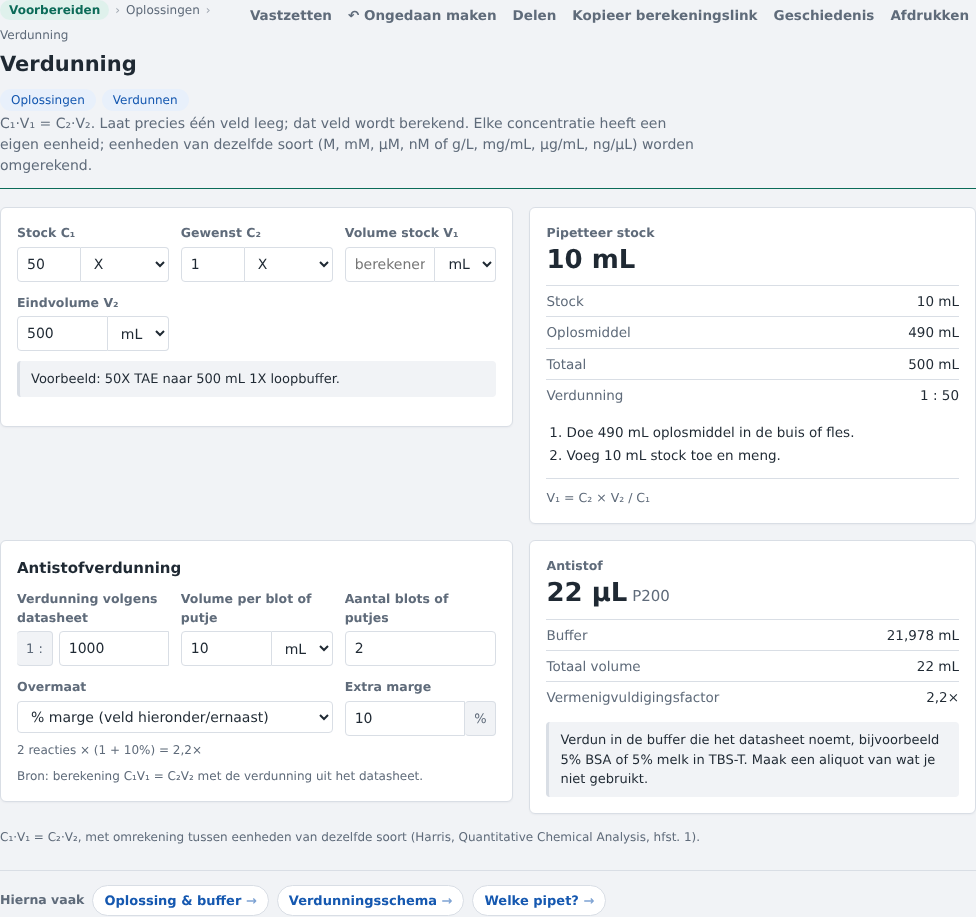 Voorbereiden › Oplossingen ›
Verdunning
Vastzetten ↶ Ongedaan maken Delen Kopieer berekeningslink Geschiedenis Afdrukken
Verdunning
Oplossingen Verdunnen
C₁·V₁ = C₂·V₂. Laat precies één veld leeg; dat veld wordt berekend. Elke concentratie heeft een
eigen eenheid; eenheden van dezelfde soort (M, mM, µM, nM of g/L, mg/mL, µg/mL, ng/µL) worden
omgerekend.
Stock C₁ Gewenst C₂ Volume stock V₁
50 X 1 X berekener mL
Eindvolume V₂
500 mL
Voorbeeld: 50X TAE naar 500 mL 1X loopbuffer.
Pipetteer stock
10 mL
Stock 10 mL
Oplosmiddel 490 mL
Totaal 500 mL
Verdunning 1 : 50
1. Doe 490 mL oplosmiddel in de buis of fles.
2. Voeg 10 mL stock toe en meng.
V₁ = C₂ × V₂ / C₁
Antistofverdunning
Verdunning volgens datasheet
Volume per blot of putje
Aantal blots of putjes
1 : 1000 10 mL 2
Overmaat Extra marge
% marge (veld hieronder/ernaast) 10 %
2 reacties × (1 + 10%) = 2,2×
Bron: berekening C₁V₁ = C₂V₂ met de verdunning uit het datasheet.
Antistof
22 µL P200
Buffer 21,978 mL
Totaal volume 22 mL
Vermenigvuldigingsfactor 2,2×
Verdun in de buffer die het datasheet noemt, bijvoorbeeld
5% BSA of 5% melk in TBS-T. Maak een aliquot van wat je
niet gebruikt.
C₁·V₁ = C₂·V₂, met omrekening tussen eenheden van dezelfde soort (Harris, Quantitative Chemical Analysis, hfst. 1).
Hierna vaak Oplossing & buffer → Verdunningsschema → Welke pipet? →